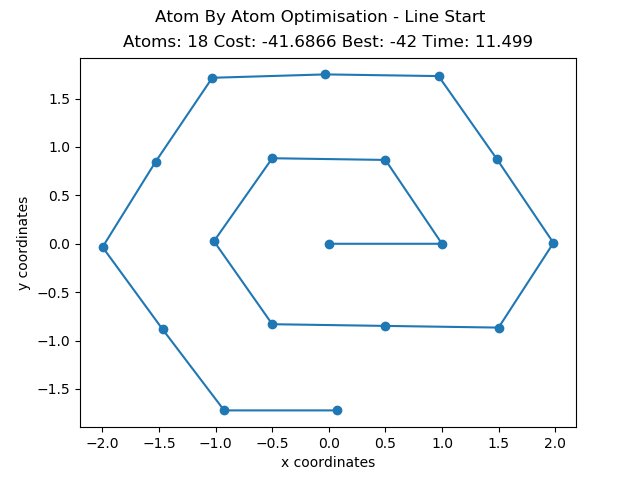 Atom By Atom Optimisation - Line Start
Atoms: 18 Cost: -41.6866 Best: -42 Time: 11.499
y coordinates
1.5
1.0
0.5
0.0
−0.5
−1.0
−1.5
−2.0 −1.5 −1.0 −0.5 0.0 0.5 1.0 1.5 2.0
x coordinates